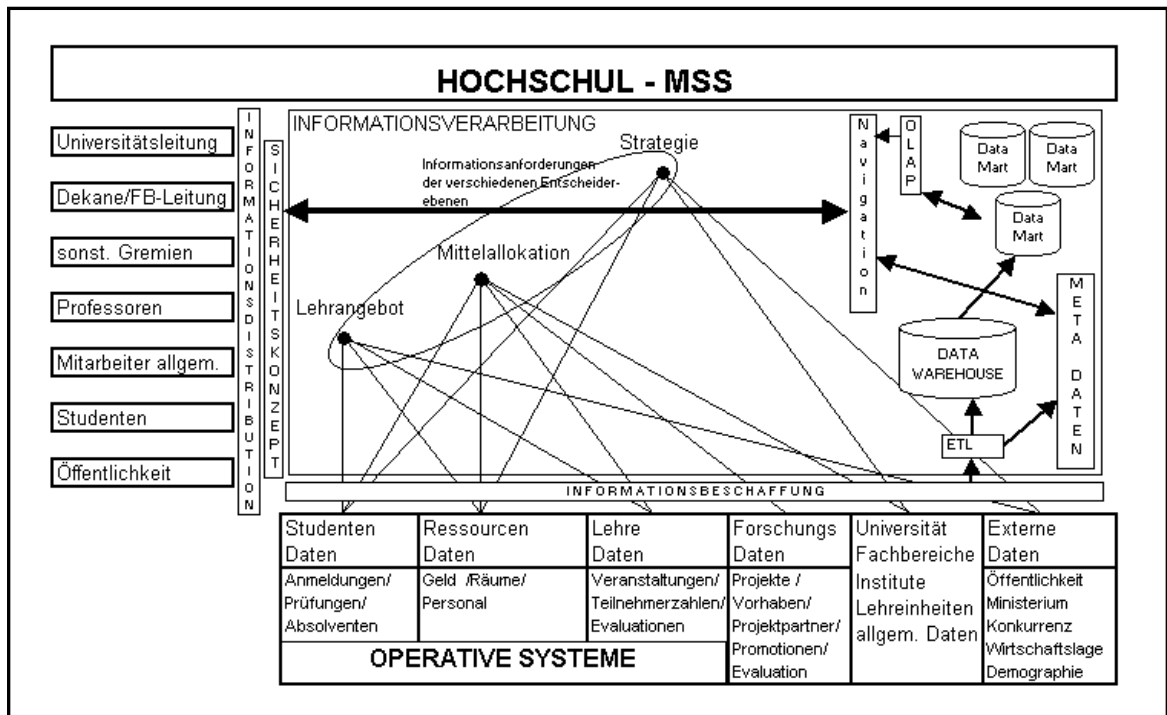 HOCHSCHUL - MSS
Universitätsleitung
Dekane/FB-Leitung
sonst. Gremien
Professoren
Mitarbeiter allgem.
Studenten
Öffentlichkeit
INFORMATIONSDISTRIBUTION
SICHERHEITSKONZEPT
INFORMATIONSVERARBEITUNG
Strategie
Informationsanforderungen
der verschiedenen Entscheider-
ebenen
Mittelallokation
Lehrangebot
Navigation
OLAP
Data
Mart
Data
Mart
Data
Mart
META DATEN
DATA
WAREHOUSE
ETL
INFORMATIONSBESCHAFFUNG
Studenten
Daten
Anmeldungen/
Prüfungen/
Absolventen
Ressourcen
Daten
Geld /Räume/
Personal
Lehre
Daten
Veranstaltungen/
Teilnehmerzahlen/
Evaluationen
OPERATIVE SYSTEME
Forschungs
Daten
Projekte /
Vorhaben/
Projektpartner/
Promotionen/
Evaluation
Universität
Fachbereiche
Institute
Lehreinheiten
allgem. Daten
Externe
Daten
Öffentlichkeit
Ministerium
Konkurrenz
Wirtschaftslage
Demographie